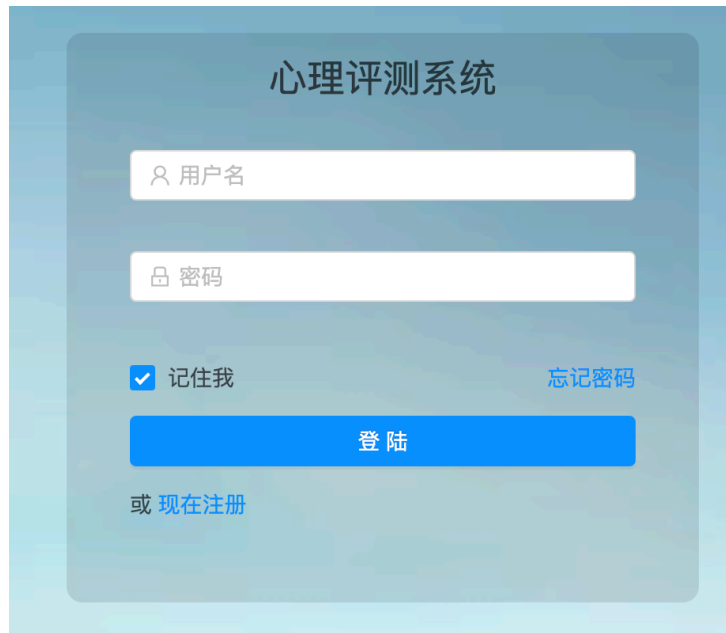 心理评测系统
用户名
密码
记住我 忘记密码
登陆
或 现在注册